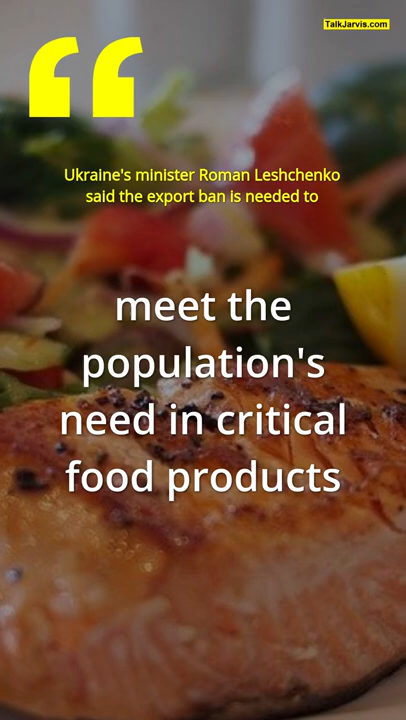 TalkJarvis.com
Ukraine's minister Roman Leshchenko
said the export ban is needed to
meet the
population's
need in critical
food products